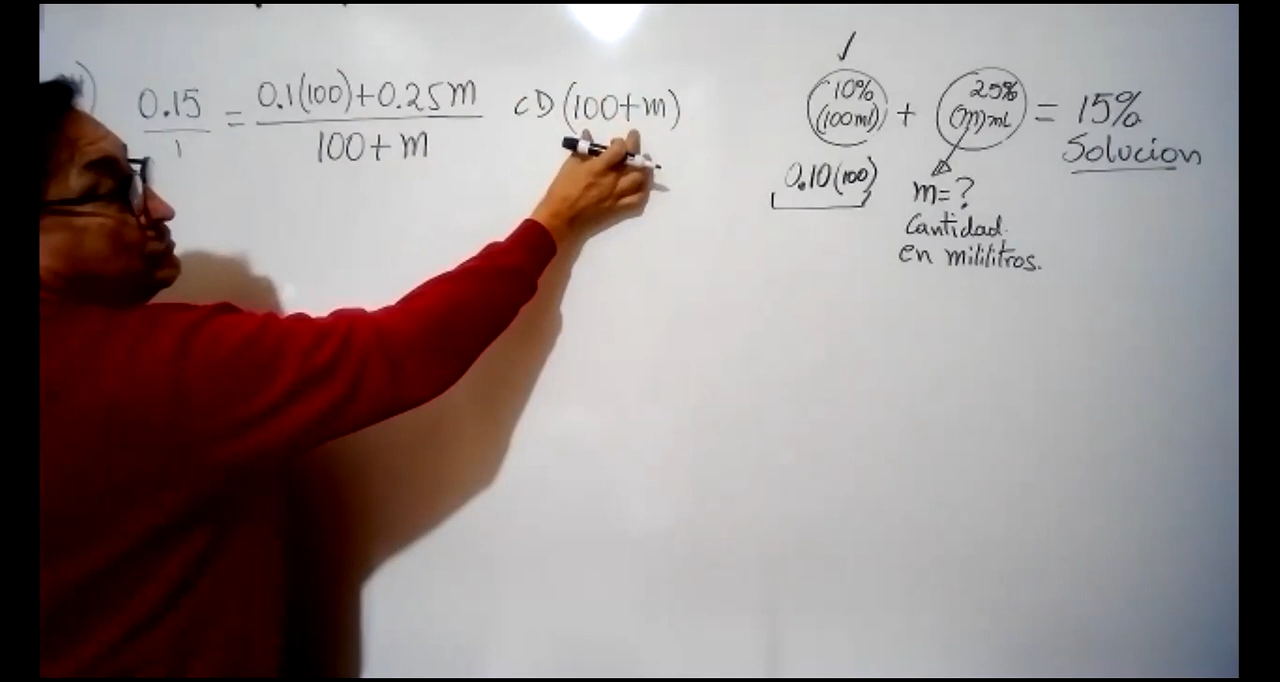 0.15 / 1 = 0.1(100)+0.25m / 100+m CD (100+m)
10% (100ml) + 25% (m)mL = 15% Solucion
0.10(100)
m=?
Cantidad.
en mililitros.